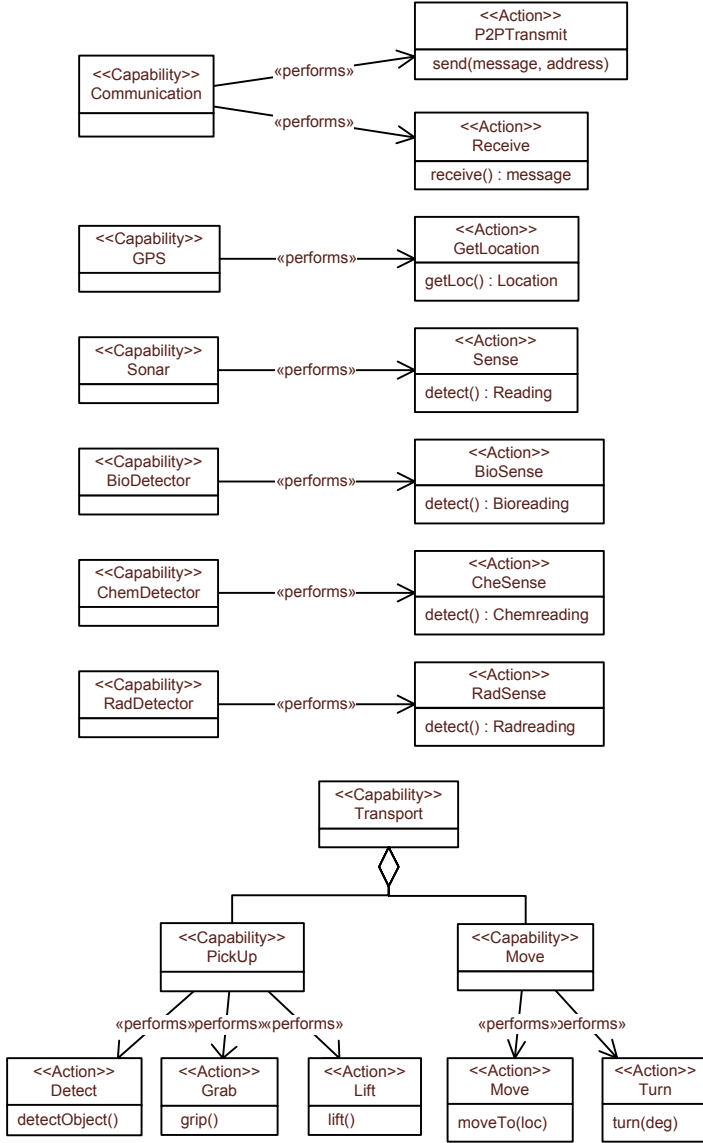 <<Action>>
P2PTransmit
send(message, address)
<<Capability>>
Communication
«performs»
«performs»
<<Action>>
Receive
receive() : message
<<Capability>>
GPS
«performs»
<<Action>>
GetLocation
getLoc() : Location
<<Capability>>
Sonar
«performs»
<<Action>>
Sense
detect() : Reading
<<Capability>>
BioDetector
«performs»
<<Action>>
BioSense
detect() : Bioreading
<<Capability>>
ChemDetector
«performs»
<<Action>>
CheSense
detect() : Chemreading
<<Capability>>
RadDetector
«performs»
<<Action>>
RadSense
detect() : Radreading
<<Capability>>
Transport
<<Capability>>
PickUp
<<Capability>>
Move
«performs» performs» «performs»
«performs» performs»
<<Action>>
Detect
detectObject()
<<Action>>
Grab
grip()
<<Action>>
Lift
lift()
<<Action>>
Move
moveTo(loc)
<<Action>>
Turn
turn(deg)